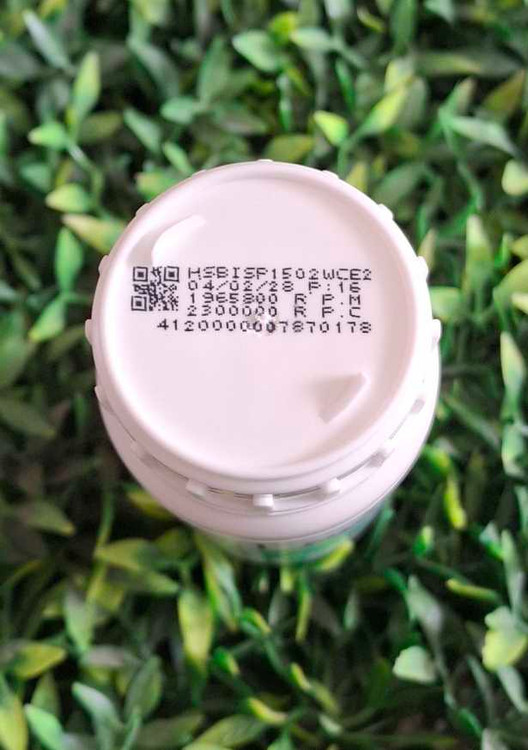 HSBISP1502WCE2
04/02/28 P:16
1965800 R P.M
2300000 R P.C
41200000007870178